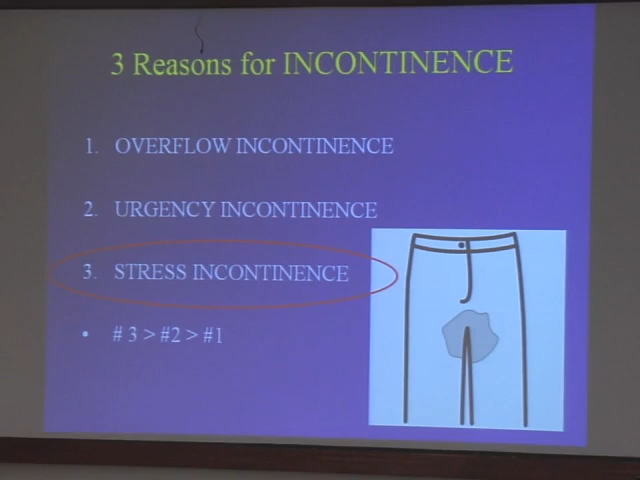 3 Reasons for INCONTINENCE
1. OVERFLOW INCONTINENCE
2. URGENCY INCONTINENCE
3. STRESS INCONTINENCE
• # 3 > #2 > #1